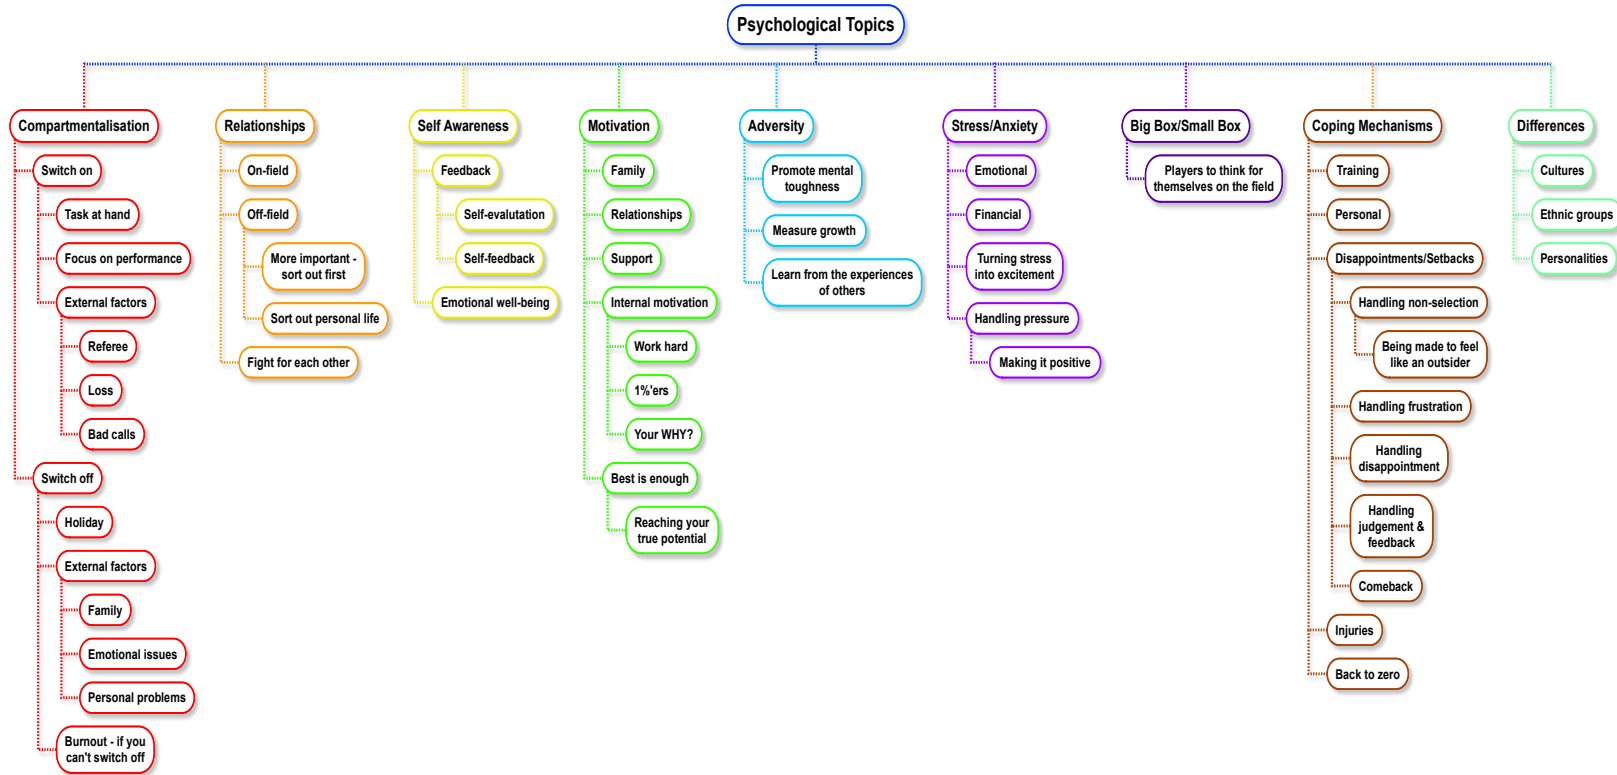 Psychological Topics
Compartmentalisation
Switch on
Task at hand
Focus on performance
External factors
Referee
Loss
Bad calls
Switch off
Holiday
External factors
Family
Emotional issues
Personal problems
Burnout - if you
can't switch off
Relationships
On-field
Off-field
More important -
sort out first
Sort out personal life
Fight for each other
Self Awareness
Feedback
Self-evalutation
Self-feedback
Emotional well-being
Motivation
Family
Relationships
Support
Internal motivation
Work hard
1%'ers
Your WHY?
Best is enough
Reaching your
true potential
Adversity
Promote mental
toughness
Measure growth
Learn from the experiences
of others
Stress/Anxiety
Emotional
Financial
Turning stress
into excitement
Handling pressure
Making it positive
Big Box/Small Box
Players to think for
themselves on the field
Coping Mechanisms
Training
Personal
Disappointments/Setbacks
Handling non-selection
Being made to feel
like an outsider
Handling frustration
Handling
disappointment
Handling
judgement &
feedback
Comeback
Injuries
Back to zero
Differences
Cultures
Ethnic groups
Personalities